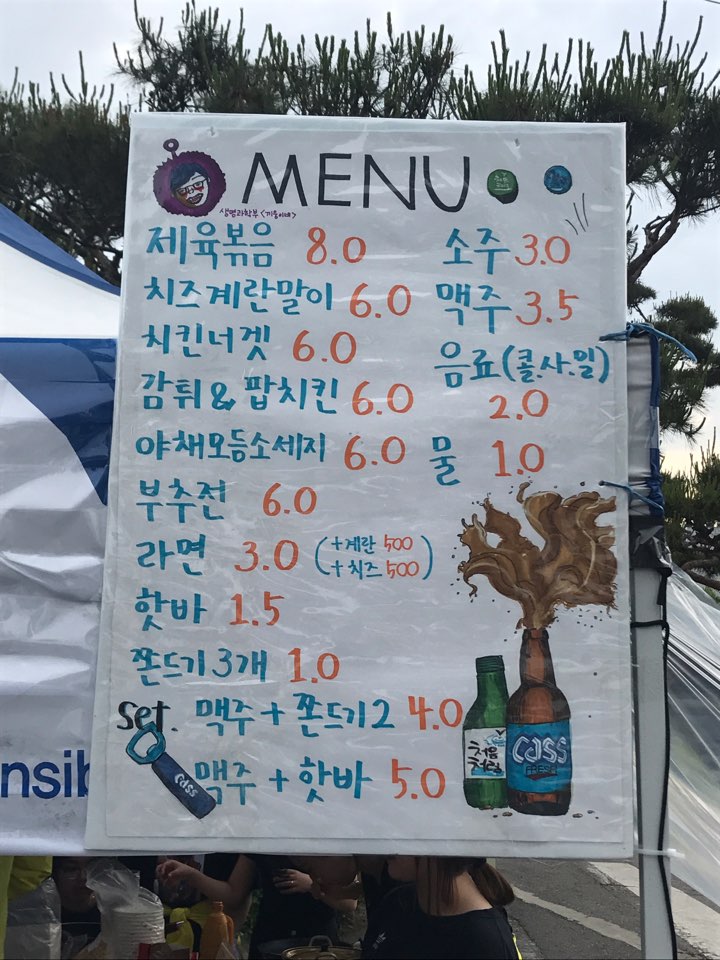 MENU
생명과학부 <끼움이네>
제육볶음 8.0
치즈계란말이 6.0
치킨너겟 6.0
감튀 & 팝치킨 6.0
야채모듬소세지 6.0
부추전 6.0
라면 3.0 (+계란 500
+치즈 500)
핫바 1.5
쫀드기 3개 1.0
set. 맥주 + 쫀드기 2 4.0
맥주 + 핫바 5.0
소주 3.0
맥주 3.5
음료(콜.사.일)
2.0
물 1.0
처음
처럼
Cass
FRESH
Cass
nsib